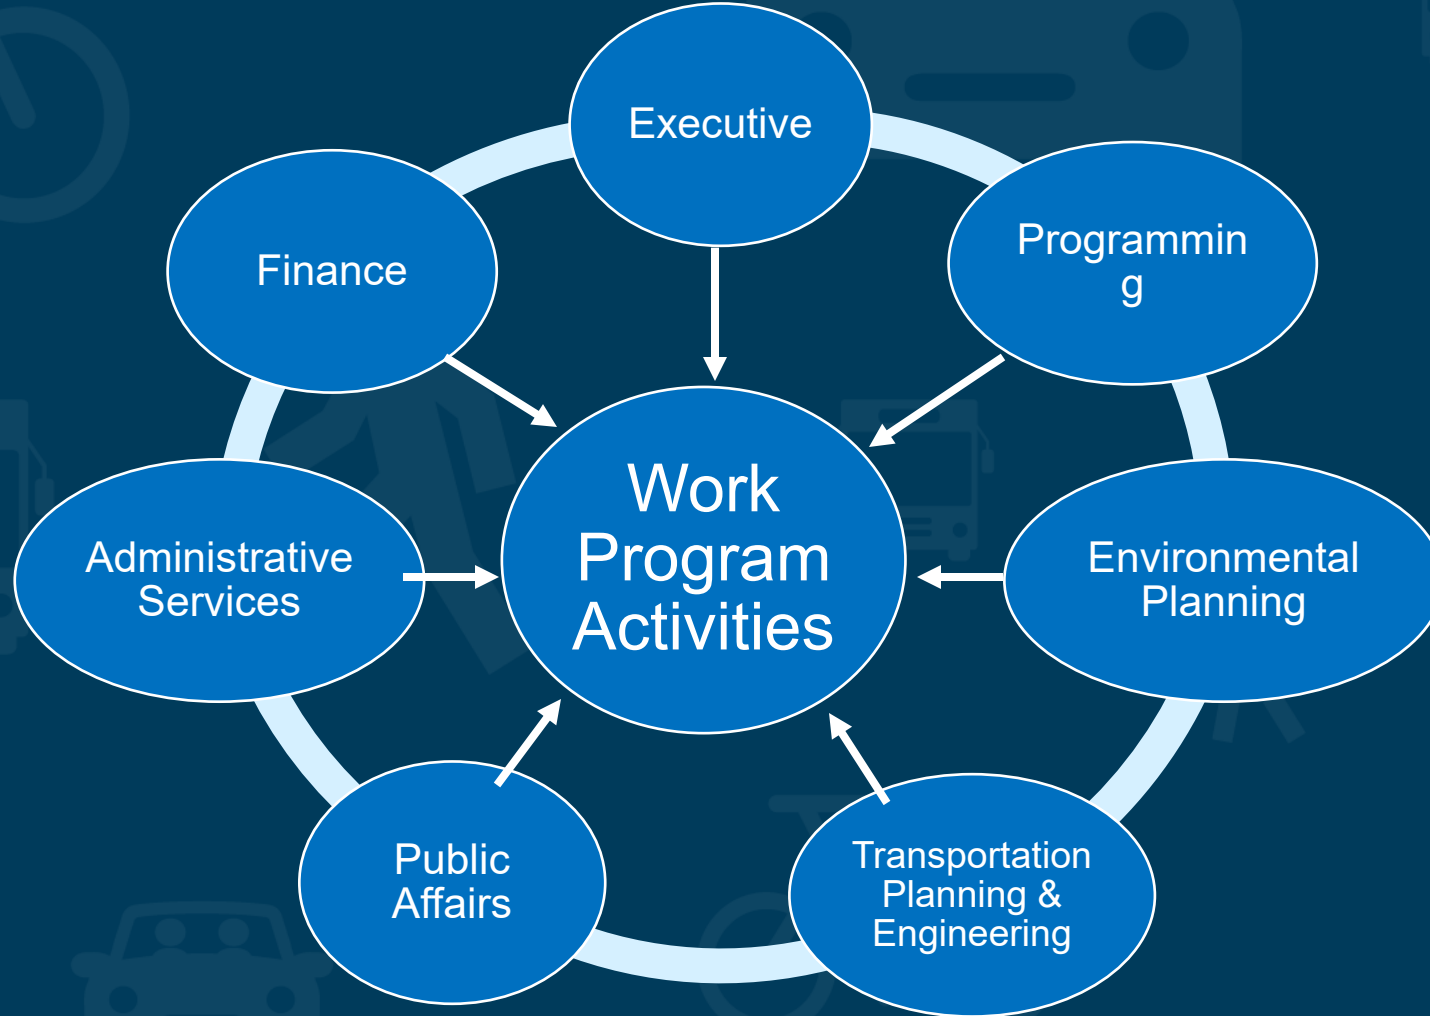 Executive
Programmin
g
Finance
Work
Program
Activities
Administrative
Services
Environmental
Planning
Public
Affairs
Transportation
Planning &
Engineering